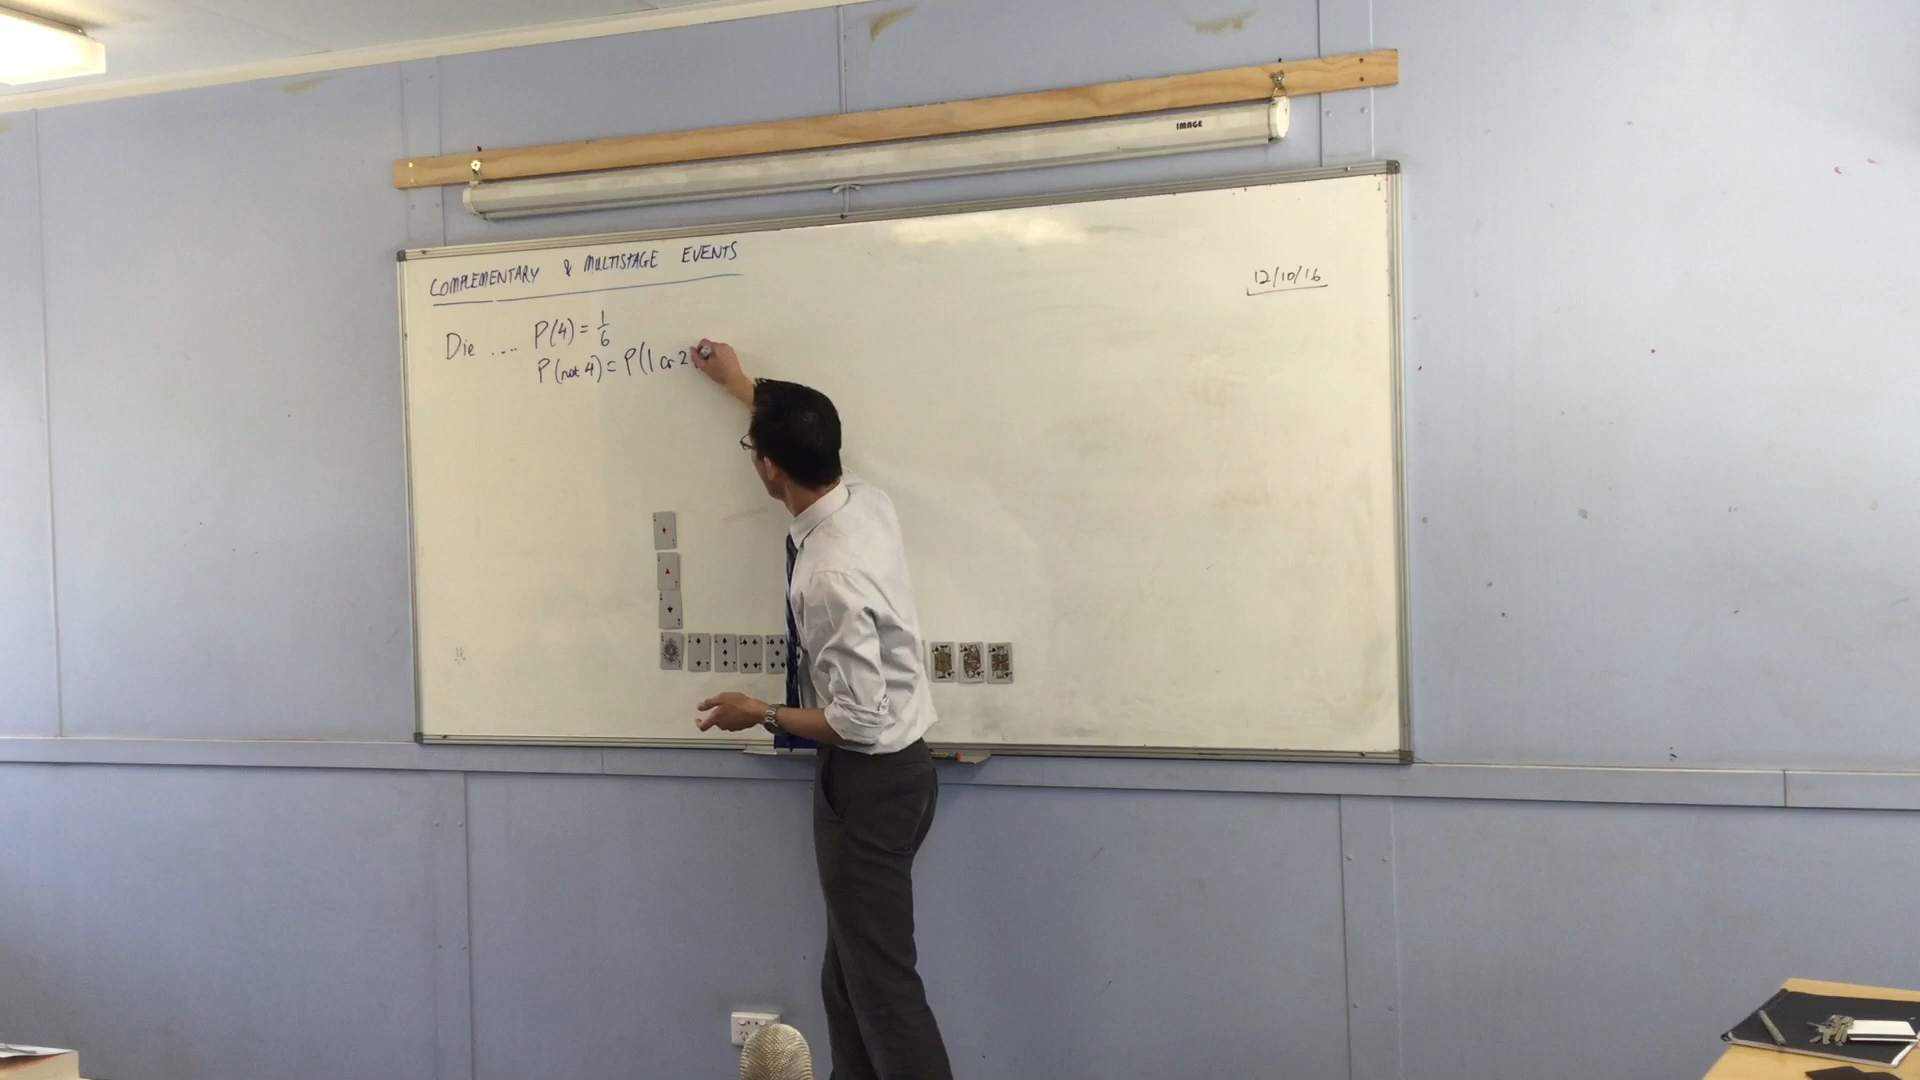 IMAGE
COMPLEMENTARY & MULTISTAGE EVENTS
12/10/16
Die .... P(4) = 1/6
P(not 4) = P(1 or 2